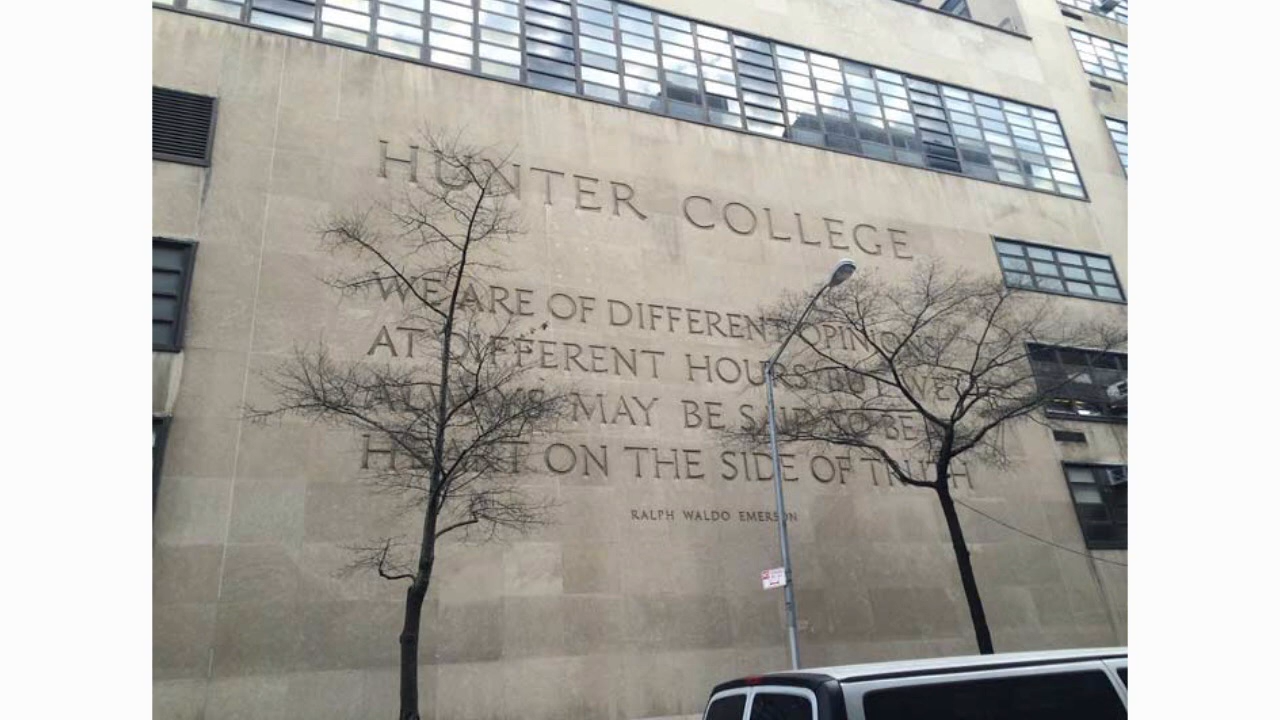 HUNTER COLLEGE
WE ARE OF DIFFERENT OPINIONS
AT DIFFERENT HOURS BUT WE
ALWAYS MAY BE SAID TO BE AT
HEART ON THE SIDE OF TRUTH
RALPH WALDO EMERSON